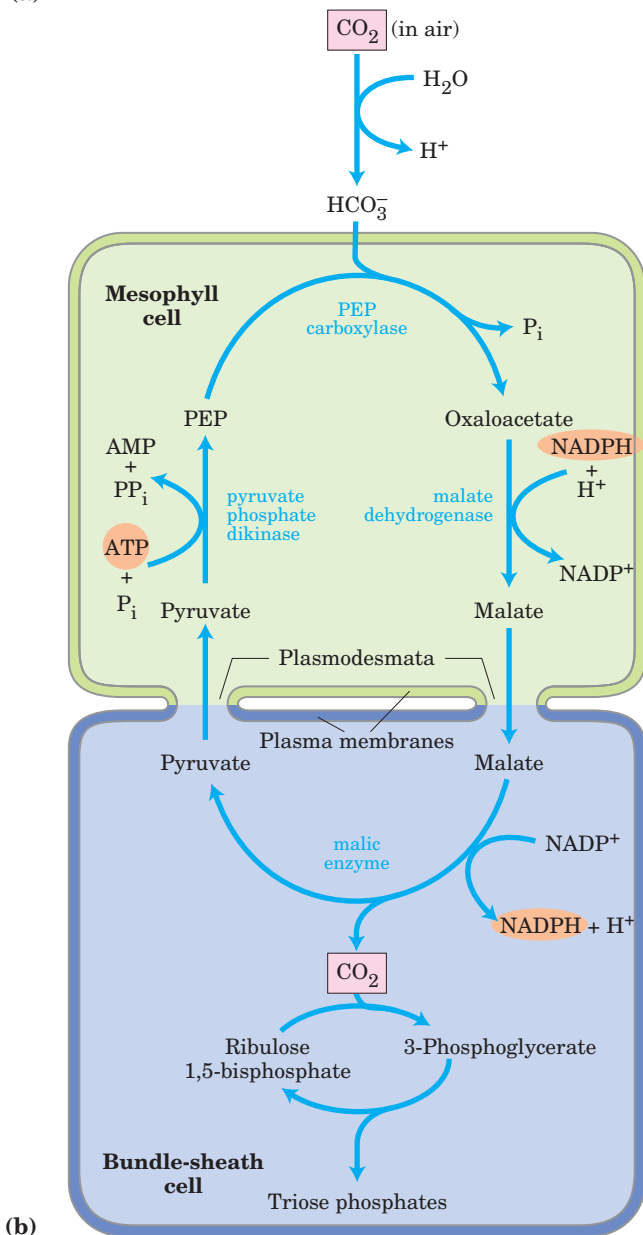 CO2 (in air)
H2O
H+
HCO3−
Mesophyll
cell
PEP
carboxylase
Pi
PEP
Oxaloacetate
AMP
+
PPi
NADPH
+
H+
pyruvate
phosphate
dikinase
malate
dehydrogenase
ATP
+
Pi
NADP+
Pyruvate
Malate
Plasmodesmata
Plasma membranes
Pyruvate
Malate
malic
enzyme
NADP+
NADPH + H+
CO2
Ribulose
1,5-bisphosphate
3-Phosphoglycerate
Bundle-sheath
cell
Triose phosphates
(b)